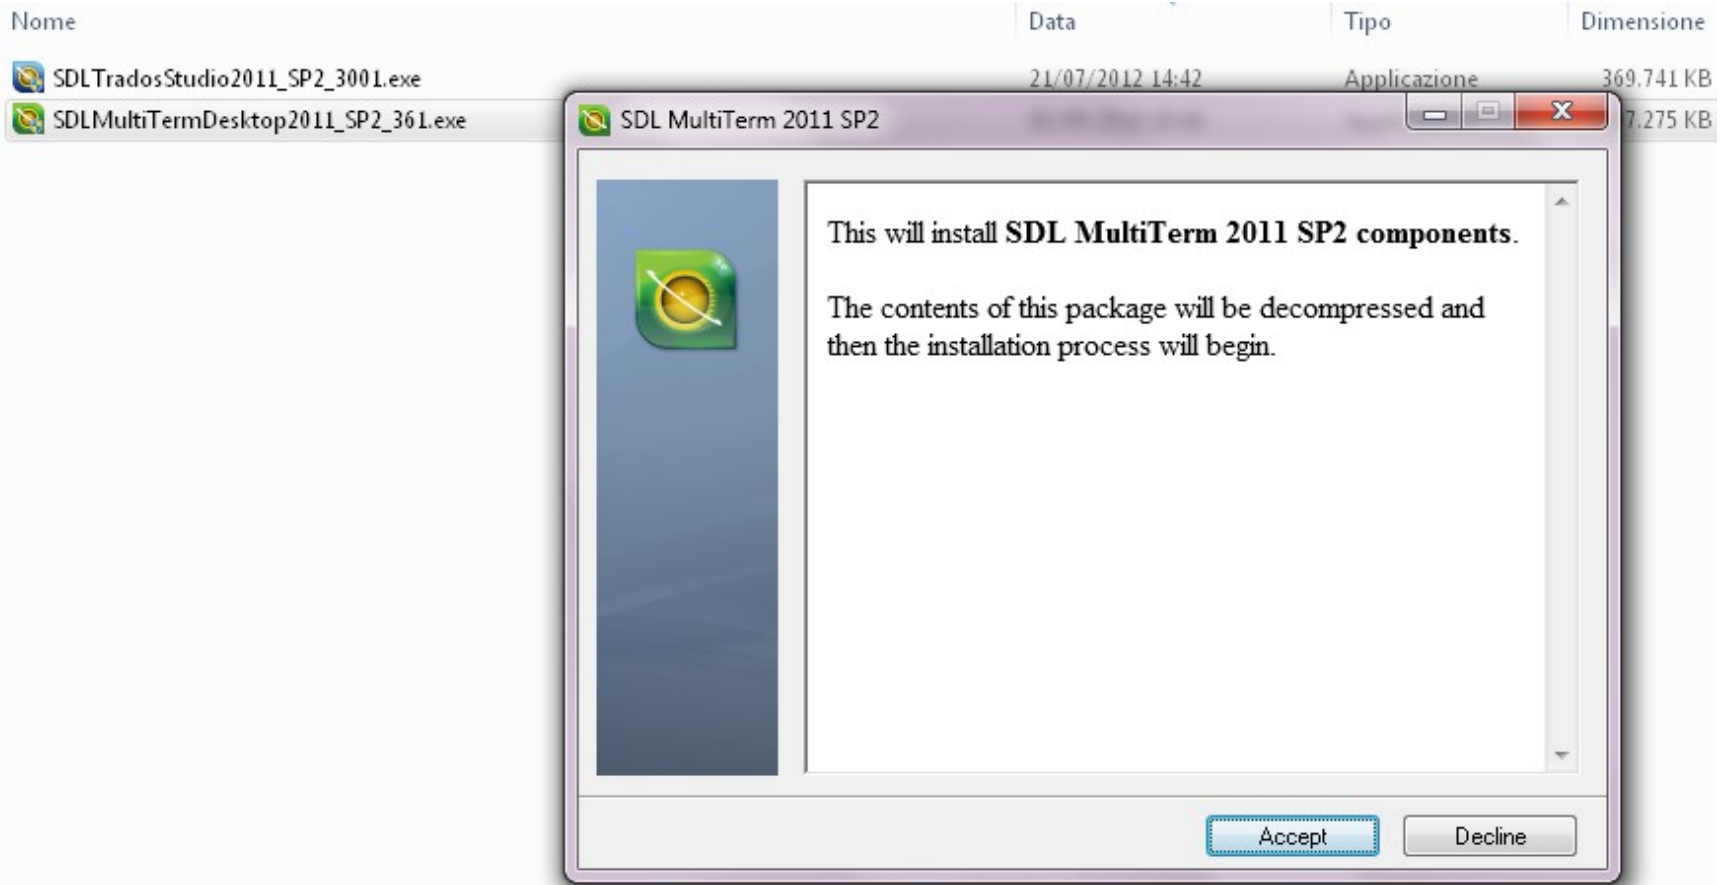 Nome Data Tipo Dimensione
SDLTradosStudio2011_SP2_3001.exe 21/07/2012 14:42 Applicazione 369.741 KB
SDLMultiTermDesktop2011_SP2_361.exe 7.275 KB
SDL MultiTerm 2011 SP2
This will install SDL MultiTerm 2011 SP2 components.
The contents of this package will be decompressed and
then the installation process will begin.
Accept Decline